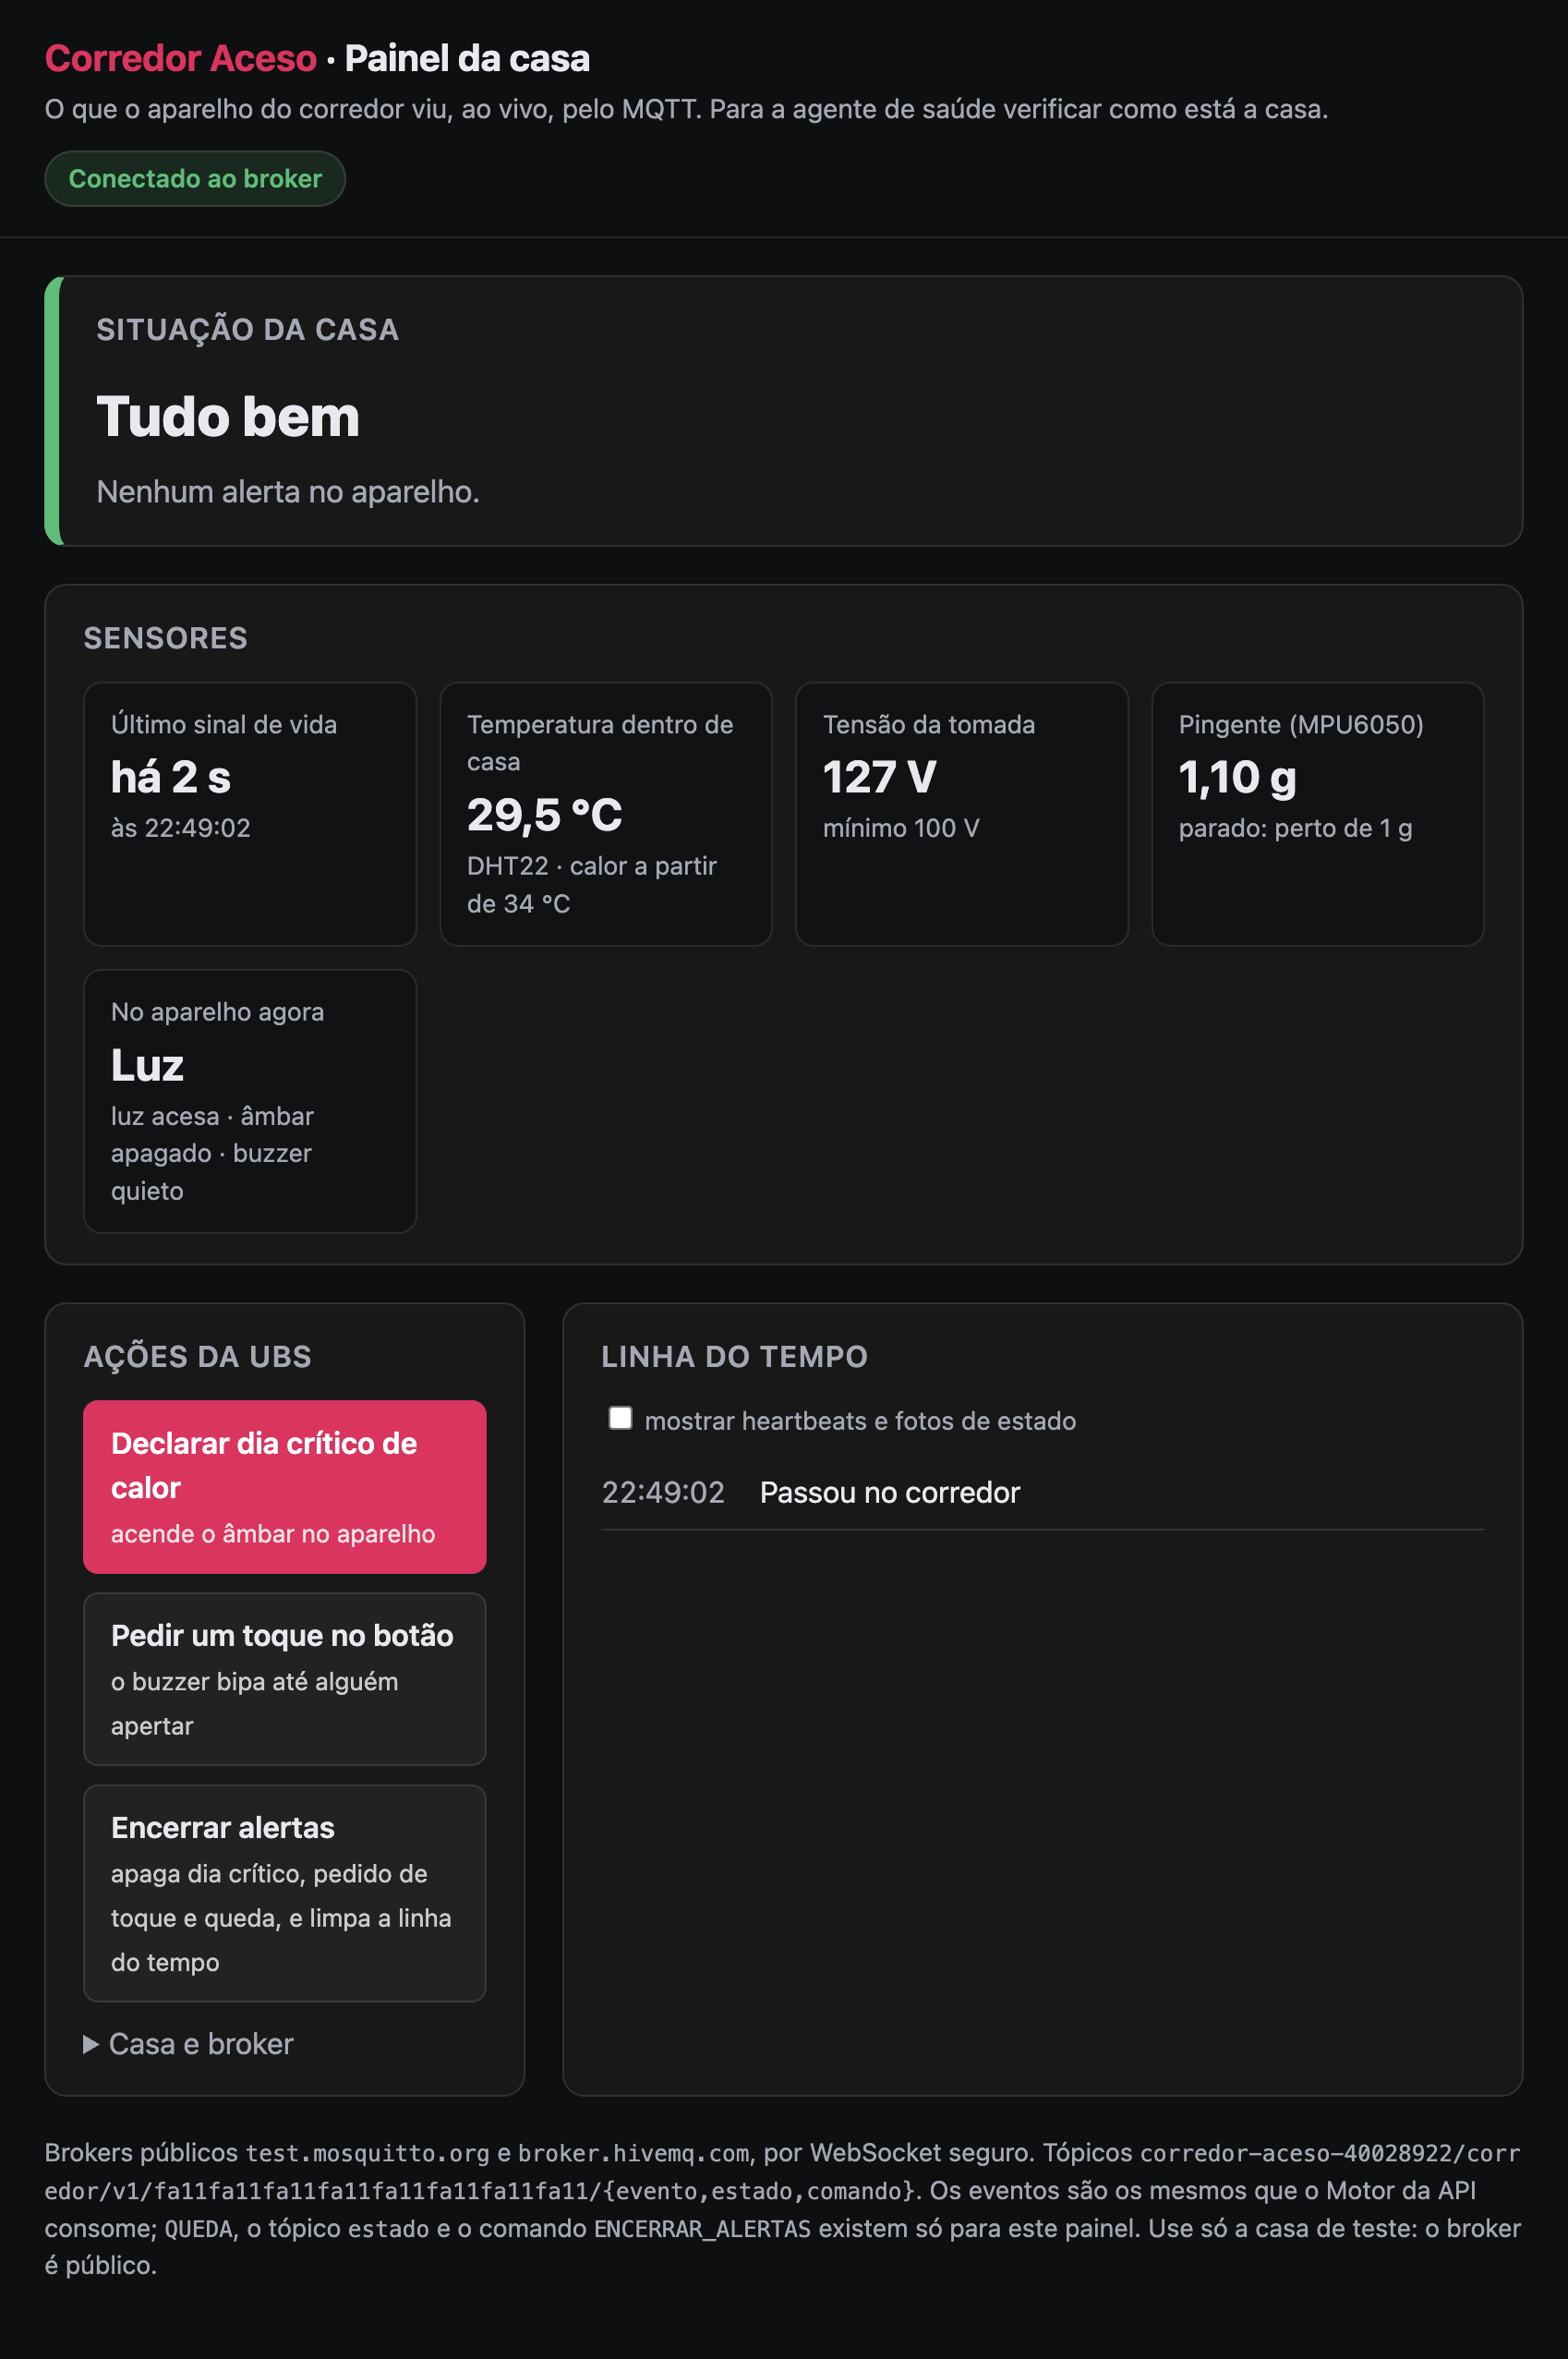 Corredor Aceso · Painel da casa
O que o aparelho do corredor viu, ao vivo, pelo MQTT. Para a agente de saúde verificar como está a casa.
Conectado ao broker
SITUAÇÃO DA CASA
Tudo bem
Nenhum alerta no aparelho.
SENSORES
Último sinal de vida
há 2 s
às 22:49:02
Temperatura dentro de
casa
29,5 °C
DHT22 · calor a partir
de 34 °C
Tensão da tomada
127 V
mínimo 100 V
Pingente (MPU6050)
1,10 g
parado: perto de 1 g
No aparelho agora
Luz
luz acesa · âmbar
apagado · buzzer
quieto
AÇÕES DA UBS
Declarar dia crítico de
calor
acende o âmbar no aparelho
Pedir um toque no botão
o buzzer bipa até alguém
apertar
Encerrar alertas
apaga dia crítico, pedido de
toque e queda, e limpa a linha
do tempo
▶ Casa e broker
LINHA DO TEMPO
mostrar heartbeats e fotos de estado
22:49:02 Passou no corredor
Brokers públicos test.mosquitto.org e broker.hivemq.com, por WebSocket seguro. Tópicos corredor-aceso-40028922/corr
edor/v1/fa11fa11fa11fa11fa11fa11fa11fa11/{evento,estado,comando}. Os eventos são os mesmos que o Motor da API
consome; QUEDA, o tópico estado e o comando ENCERRAR_ALERTAS existem só para este painel. Use só a casa de teste: o broker
é público.